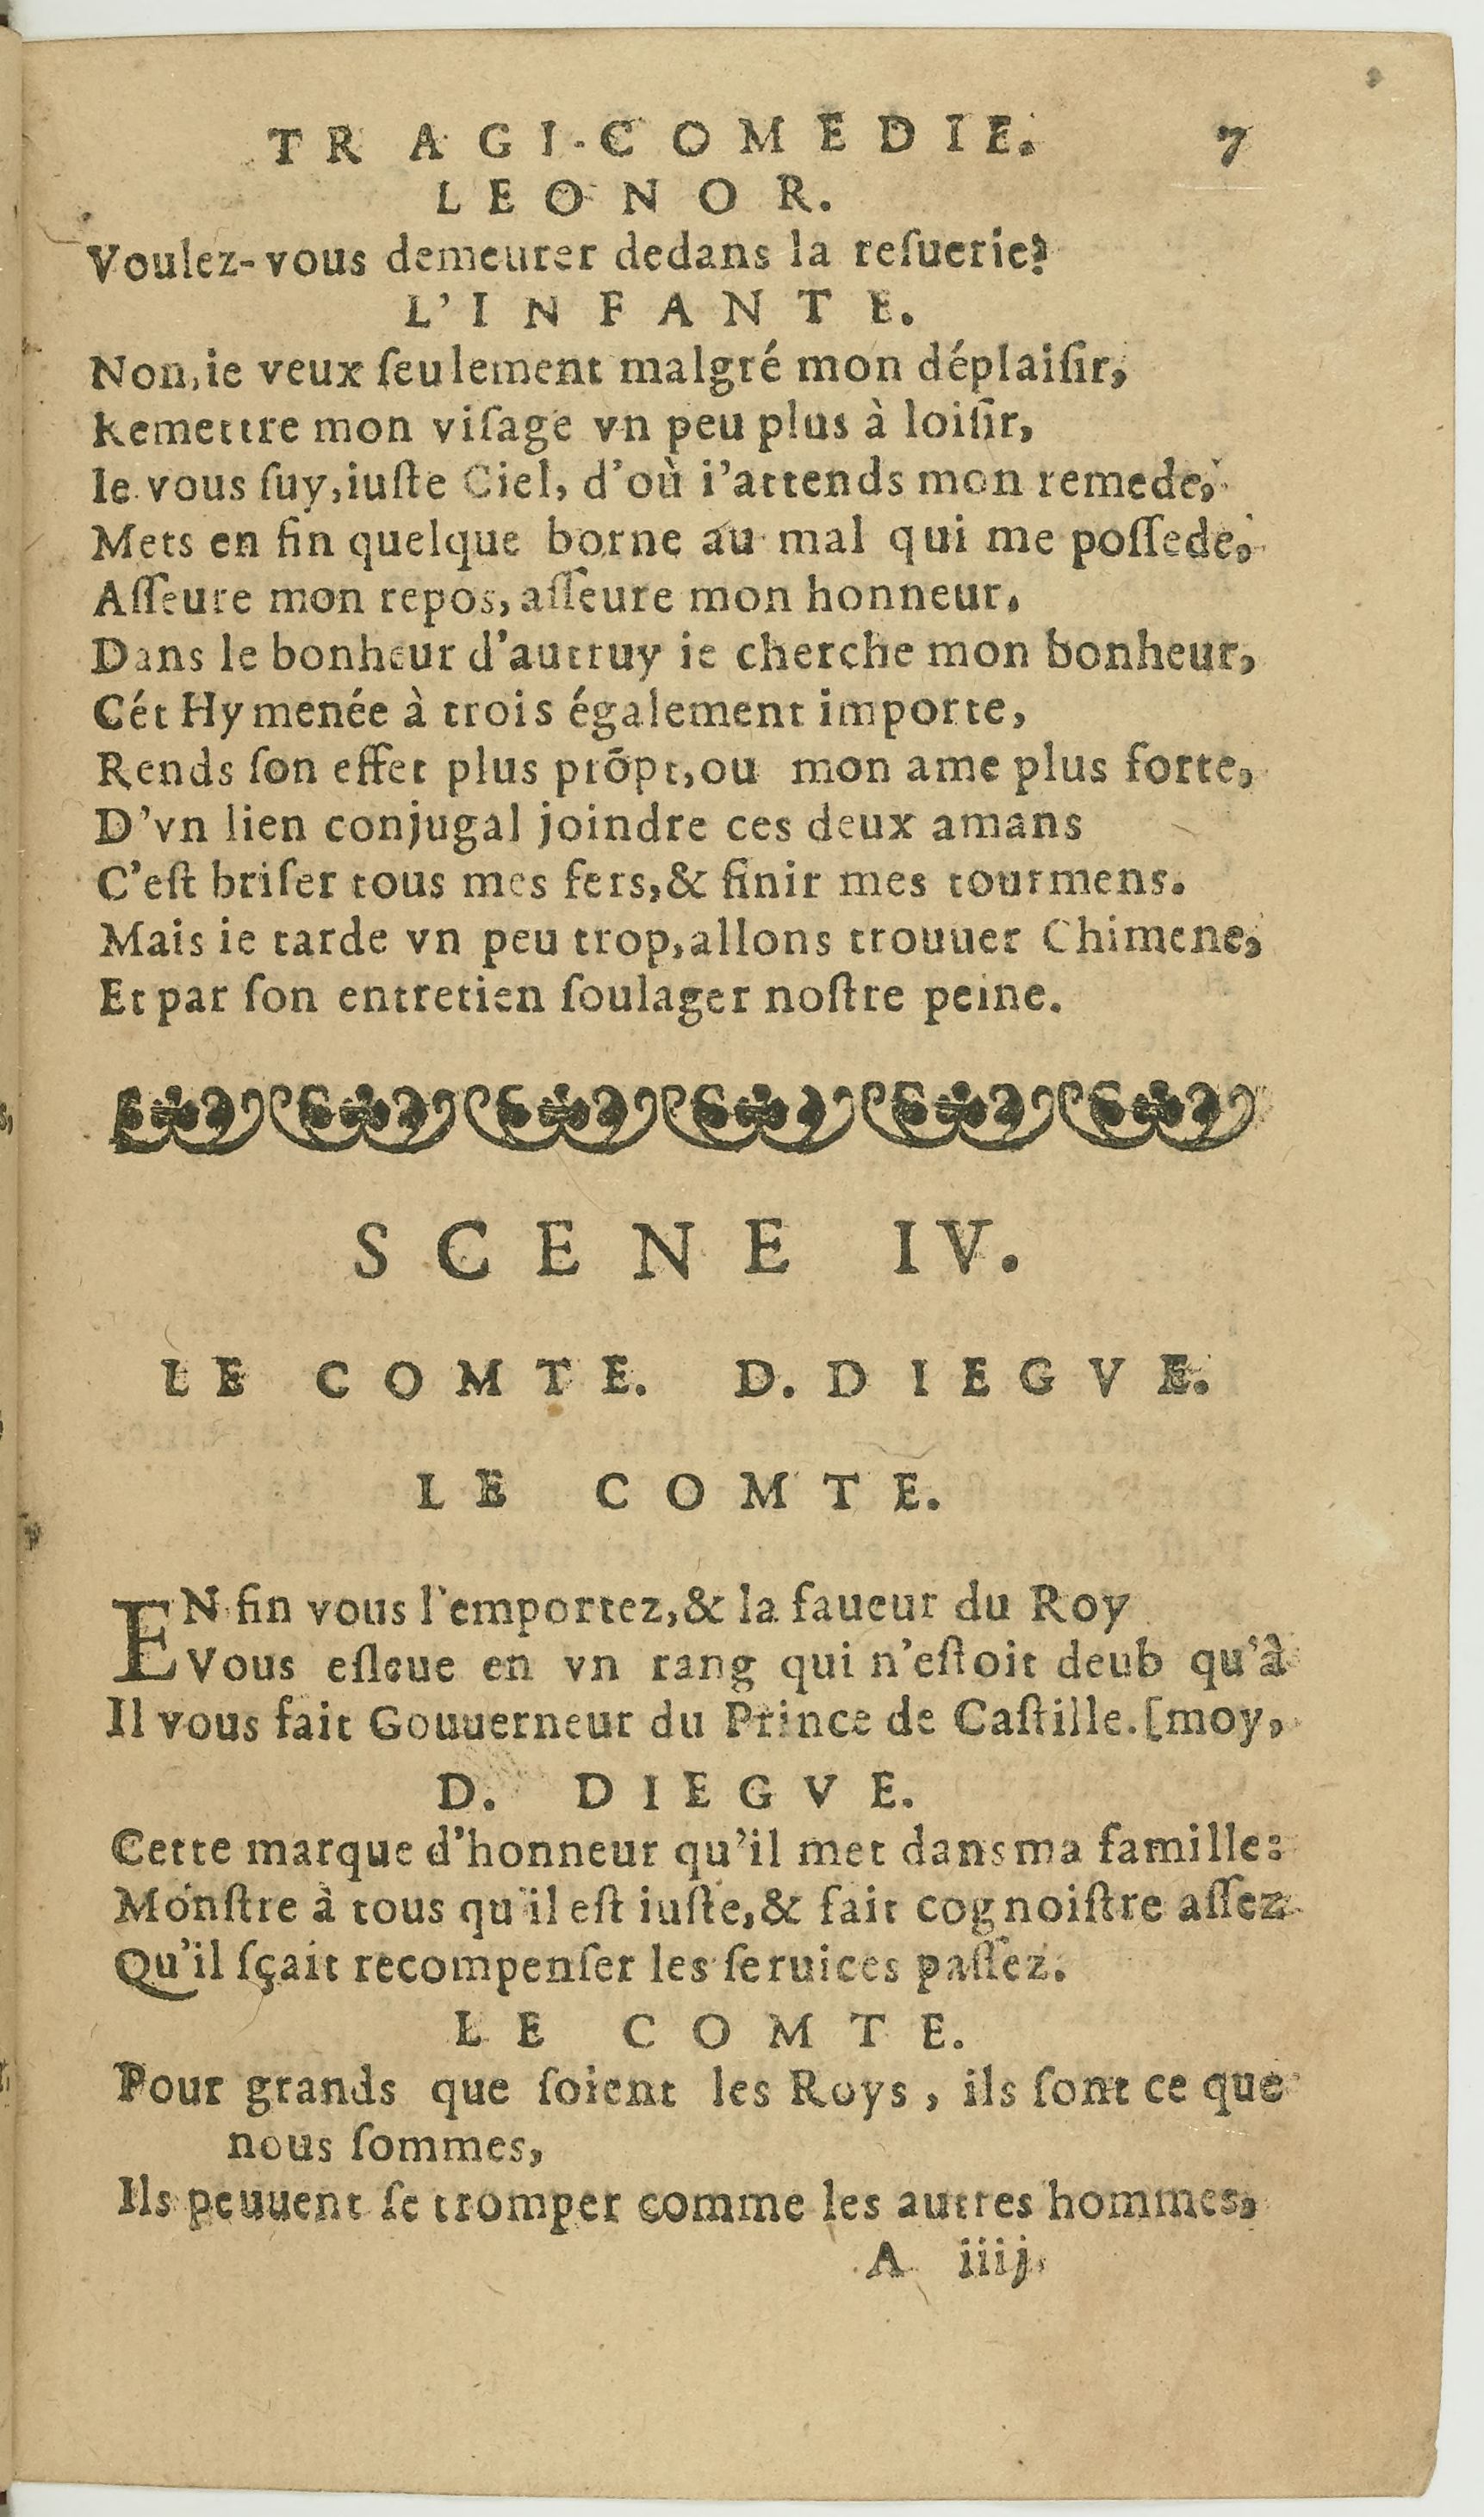 TRAGI-COMEDIE. 7
LEONOR.
Voulez-vous demeurer dedans la reſuerie?
L'INFANTE.
Non, ie veux ſeulement malgré mon déplaiſir,
Remettre mon viſage vn peu plus à loiſir,
Ie vous ſuy, iuſte Ciel, d'où i'attends mon remede,
Mets en fin quelque borne au mal qui me poſſede,
Aſſeure mon repos, aſſeure mon honneur,
Dans le bonheur d'autruy ie cherche mon bonheur,
Cét Hymenée à trois également importe,
Rends ſon effet plus prōpt, ou mon ame plus forte,
D'vn lien conjugal joindre ces deux amans
C'eſt briſer tous mes fers, & finir mes tourmens.
Mais ie tarde vn peu trop, allons trouuer Chimene,
Et par ſon entretien ſoulager noſtre peine.
SCENE IV.
LE COMTE. D. DIEGVE.
LE COMTE.
EN fin vous l'emportez, & la faueur du Roy
Vous eſleue en vn rang qui n'eſtoit deub qu'à
Il vous fait Gouuerneur du Prince de Caſtille. [moy,
D. DIEGVE.
Cette marque d'honneur qu'il met dans ma famille:
Monſtre à tous qu'il eſt iuſte, & fait cognoiſtre aſſez
Qu'il ſçait recompenſer les ſeruices paſſez.
LE COMTE.
Pour grands que ſoient les Roys, ils ſont ce que
nous ſommes,
Ils peuuent ſe tromper comme les autres hommes,
A iiij